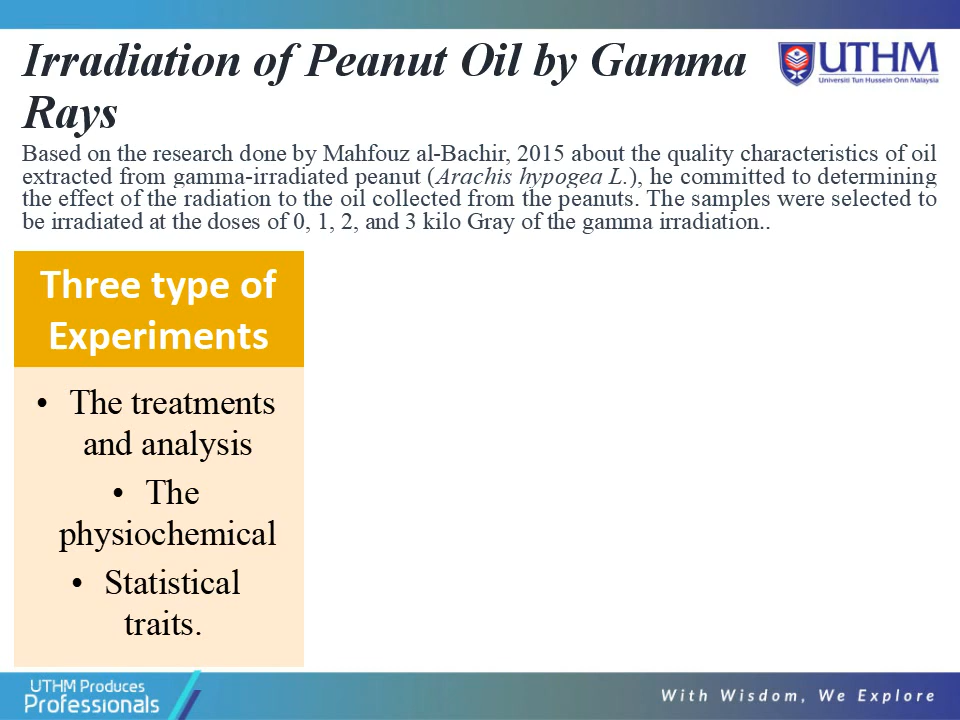 Irradiation of Peanut Oil by Gamma
Rays
UTHM
Universiti Tun Hussein Onn Malaysia
Based on the research done by Mahfouz al-Bachir, 2015 about the quality characteristics of oil
extracted from gamma-irradiated peanut (Arachis hypogea L.), he committed to determining
the effect of the radiation to the oil collected from the peanuts. The samples were selected to
be irradiated at the doses of 0, 1, 2, and 3 kilo Gray of the gamma irradiation..
Three type of
Experiments
• The treatments
and analysis
• The
physiochemical
• Statistical
traits.
UTHM Produces
Professionals
With Wisdom, We Explore